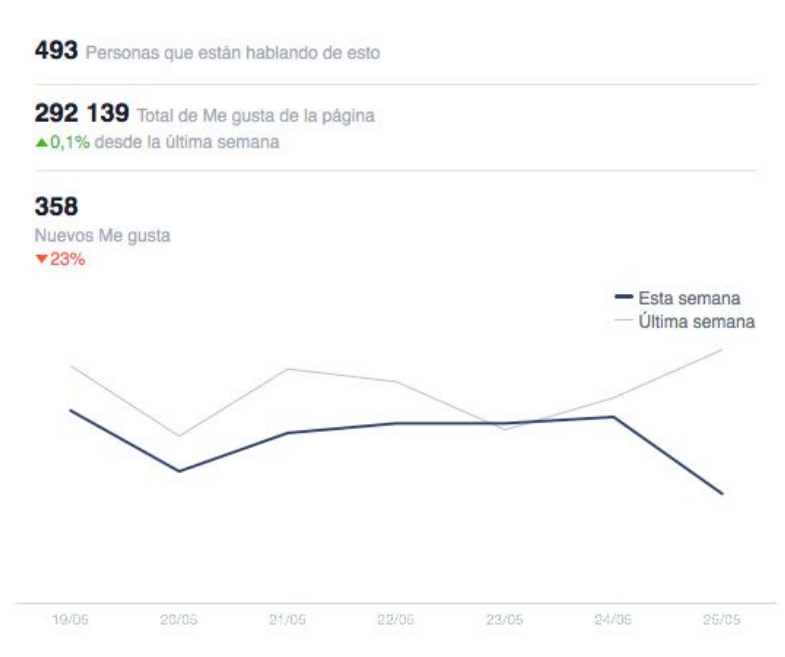 493 Personas que están hablando de esto
292 139 Total de Me gusta de la página
▲0,1% desde la última semana
358
Nuevos Me gusta
▼23%
Esta semana
Última semana
19/05 20/05 21/05 22/05 23/05 24/05 25/05